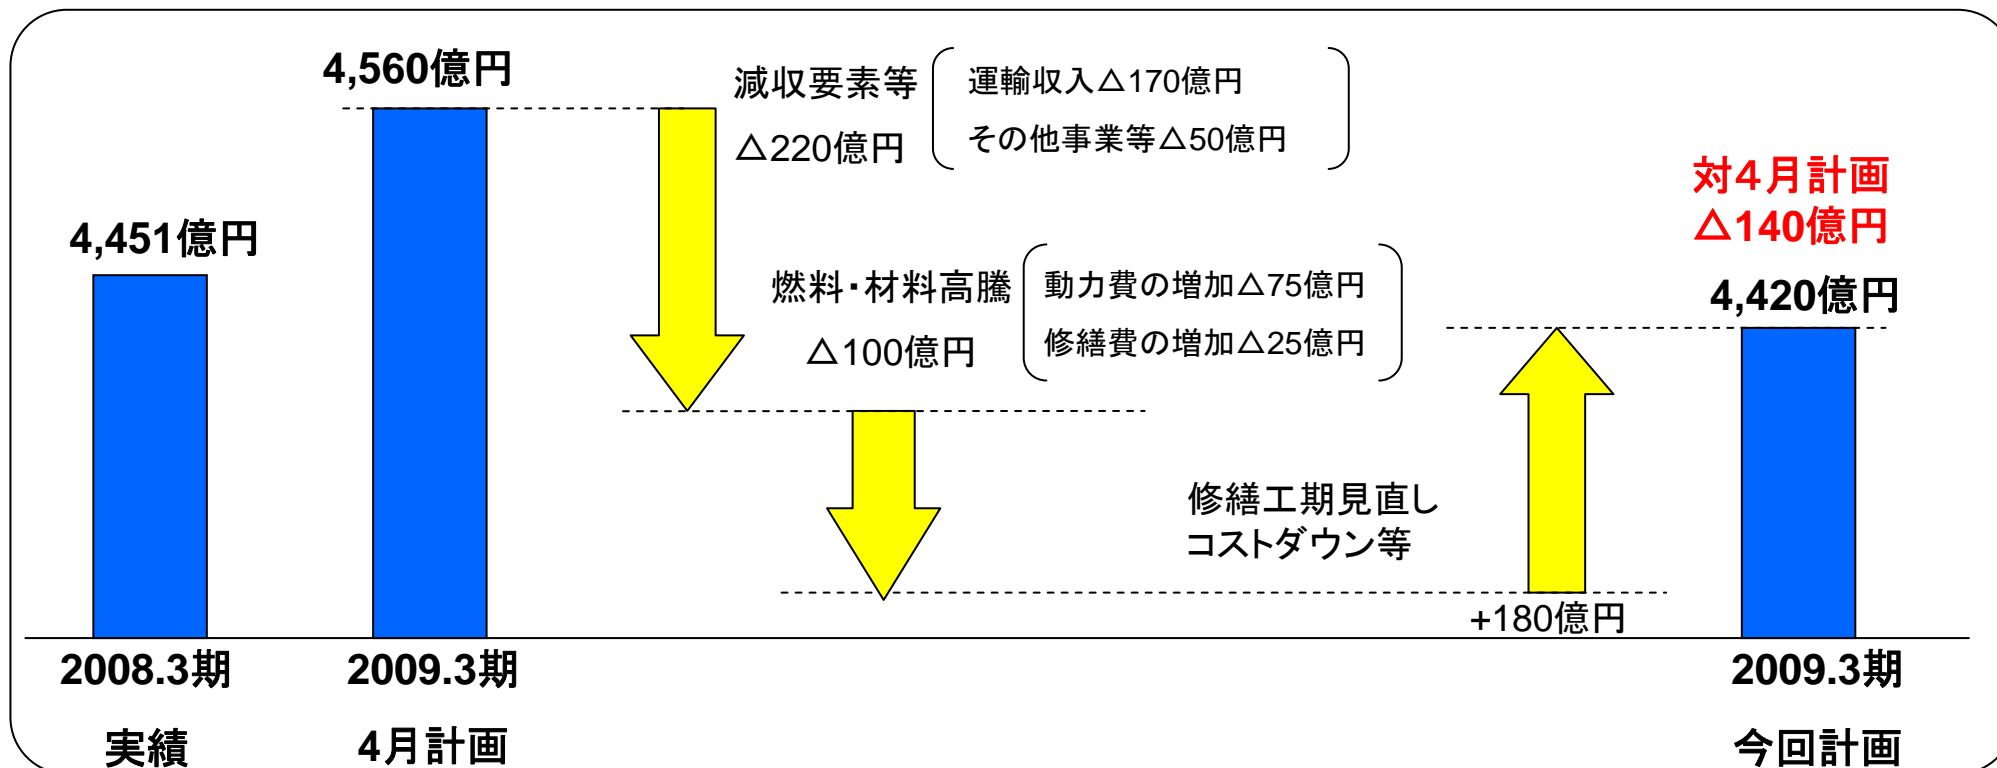 4,560億円
減収要素等
△220億円
運輸収入△170億円
その他事業等△50億円
4,451億円
対４月計画
△140億円
4,420億円
燃料・材料高騰
△100億円
動力費の増加△75億円
修繕費の増加△25億円
修繕工期見直し
コストダウン等
+180億円
2008.3期
実績
2009.3期
4月計画
2009.3期
今回計画